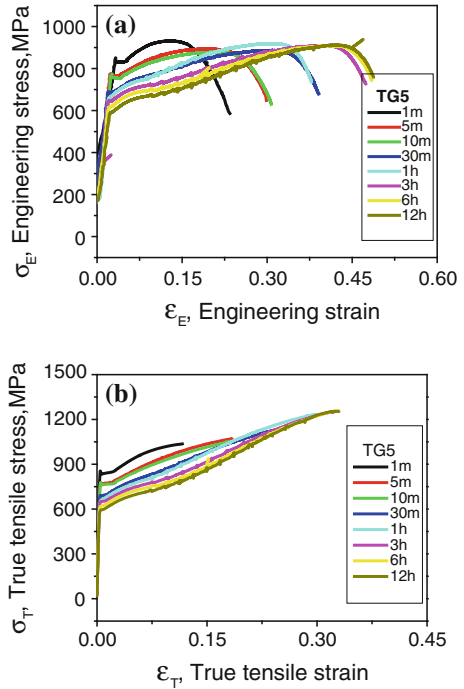 (a)
σE, Engineering stress,MPa
1000
800
600
400
200
0
TG5
1m
5m
10m
30m
1h
3h
6h
12h
0.00 0.15 0.30 0.45 0.60
εE, Engineering strain
(b)
σT, True tensile stress,MPa
1500
1200
900
600
300
0
TG5
1m
5m
10m
30m
1h
3h
6h
12h
0.00 0.15 0.30 0.45
εT, True tensile strain